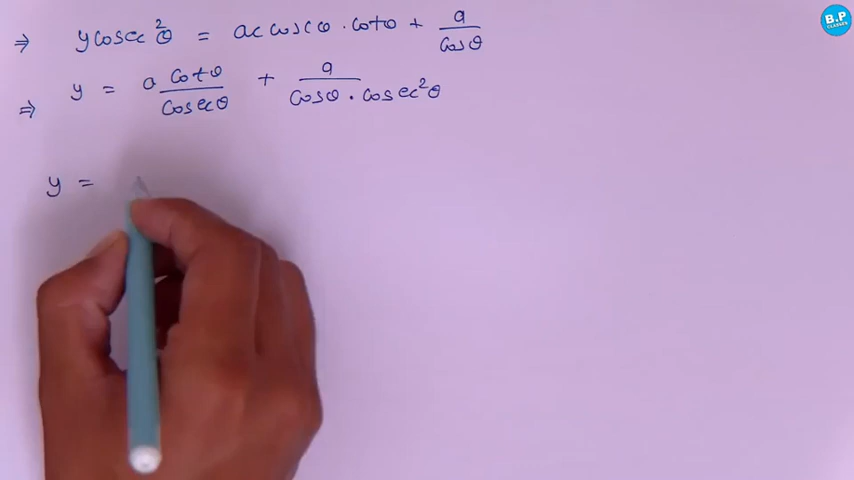 ⇒ y cosec²θ = a cosecθ . cotθ + a/cosθ
B.P
CLASSES
⇒ y = a cotθ/cosecθ + a/cosθ . cosec²θ
y =